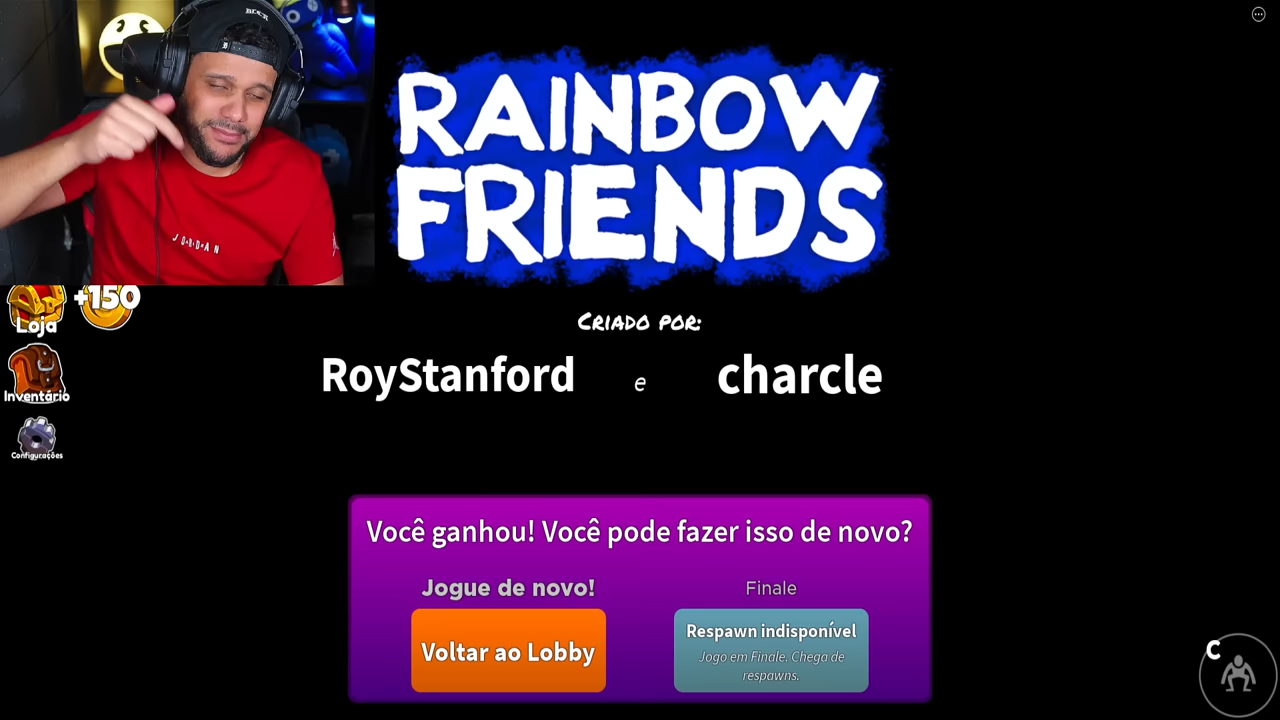 RAINBOW
FRIENDS
JORDAN
+150
Loja
CRIADO POR:
RoyStanford e charcle
Inventário
Configurações
Você ganhou! Você pode fazer isso de novo?
Jogue de novo!
Finale
Voltar ao Lobby
Respawn indisponível
Jogo em Finale. Chega de
respawns.
C